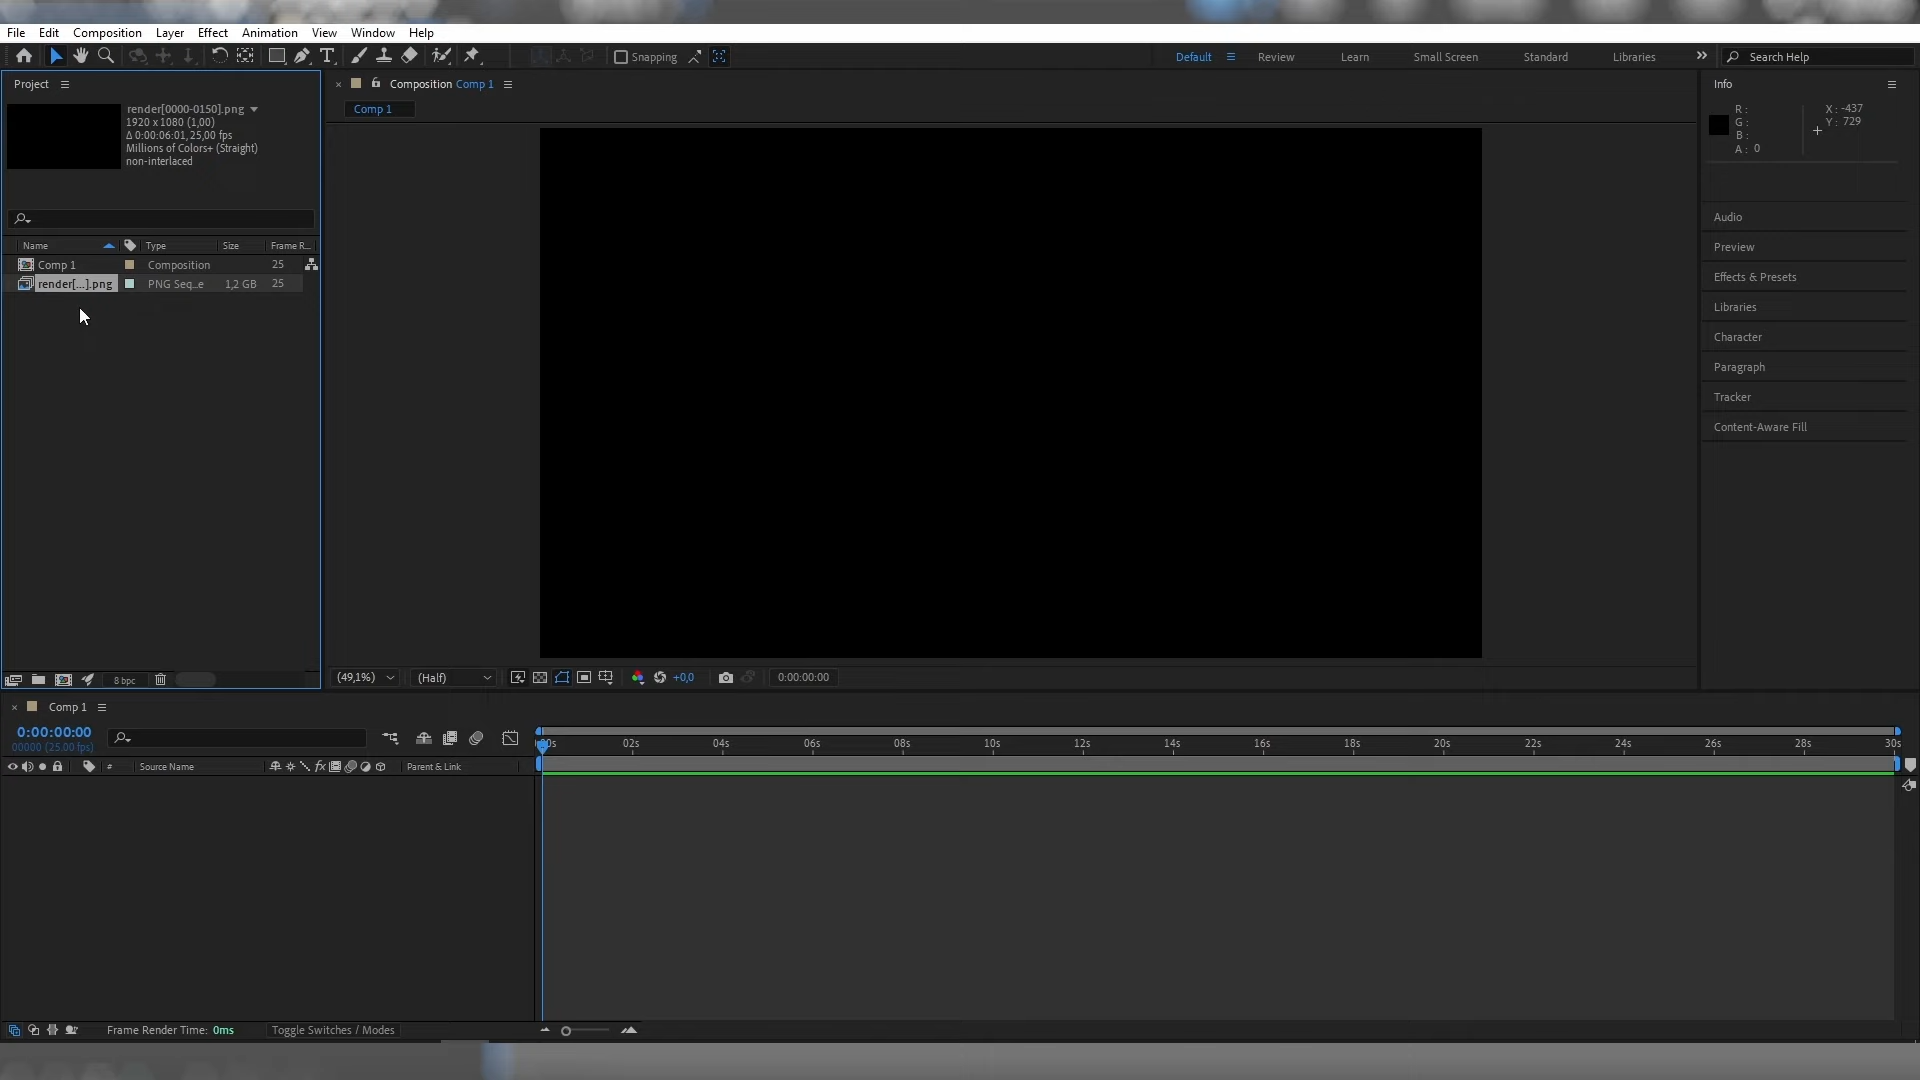 File Edit Composition Layer Effect Animation View Window Help
Snapping
Default Review Learn Small Screen Standard Libraries Search Help
Project
render[0000-0150].png
1920 x 1080 (1,00)
Δ 0:00:06:01, 25,00 fps
Millions of Colors+ (Straight)
non-interlaced
Name Type Size Frame R...
Comp 1 Composition 25
render[...].png PNG Seq...e 1,2 GB 25
8 bpc
Composition Comp 1
Comp 1
(49,1%) (Half) +0,0 0:00:00:00
Info
R :
G :
B :
A : 0
X : -437
Y : 729
Audio
Preview
Effects & Presets
Libraries
Character
Paragraph
Tracker
Content-Aware Fill
Comp 1
0:00:00:00
00000 (25.00 fps)
# Source Name fx Parent & Link
02s 04s 06s 08s 10s 12s 14s 16s 18s 20s 22s 24s 26s 28s 30s
Frame Render Time: 0ms Toggle Switches / Modes